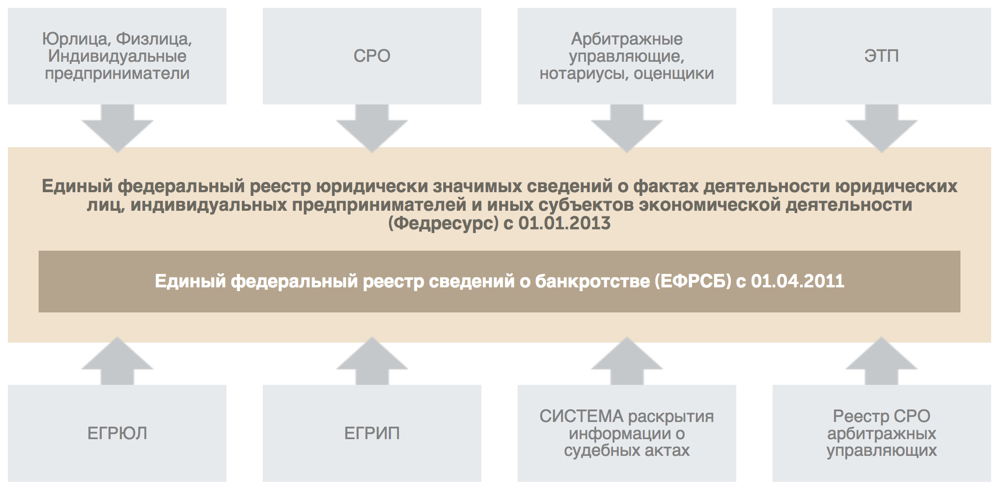 Юрлица, Физлица,
Индивидуальные
предприниматели
СРО
Арбитражные
управляющие,
нотариусы, оценщики
ЭТП
Единый федеральный реестр юридически значимых сведений о фактах деятельности юридических
лиц, индивидуальных предпринимателей и иных субъектов экономической деятельности
(Федресурс) с 01.01.2013
Единый федеральный реестр сведений о банкротстве (ЕФРСБ) с 01.04.2011
ЕГРЮЛ
ЕГРИП
СИСТЕМА раскрытия
информации о
судебных актах
Реестр СРО
арбитражных
управляющих